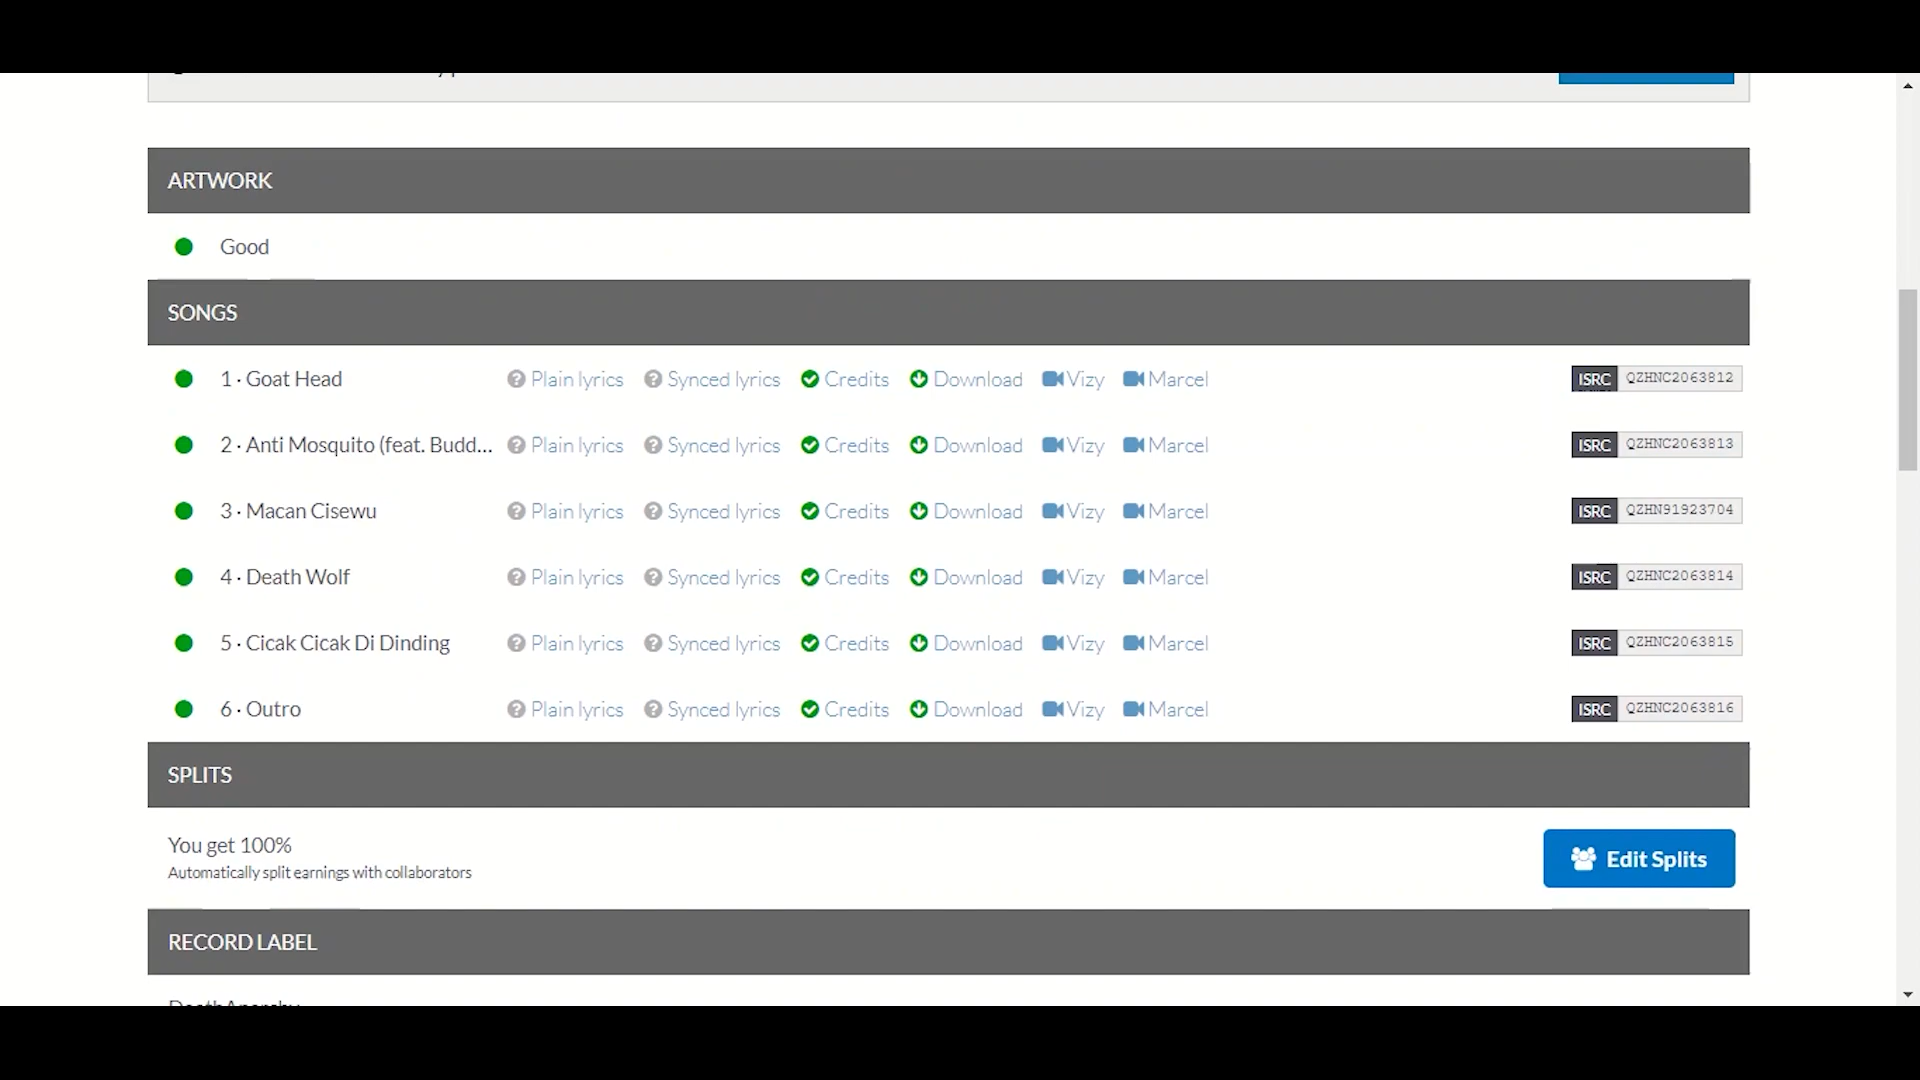 ARTWORK
Good
SONGS
1 · Goat Head Plain lyrics Synced lyrics Credits Download Vizy Marcel ISRC QZHNC2063812
2 · Anti Mosquito (feat. Budd... Plain lyrics Synced lyrics Credits Download Vizy Marcel ISRC QZHNC2063813
3 · Macan Cisewu Plain lyrics Synced lyrics Credits Download Vizy Marcel ISRC QZHN91923704
4 · Death Wolf Plain lyrics Synced lyrics Credits Download Vizy Marcel ISRC QZHNC2063814
5 · Cicak Cicak Di Dinding Plain lyrics Synced lyrics Credits Download Vizy Marcel ISRC QZHNC2063815
6 · Outro Plain lyrics Synced lyrics Credits Download Vizy Marcel ISRC QZHNC2063816
SPLITS
You get 100%
Automatically split earnings with collaborators
Edit Splits
RECORD LABEL